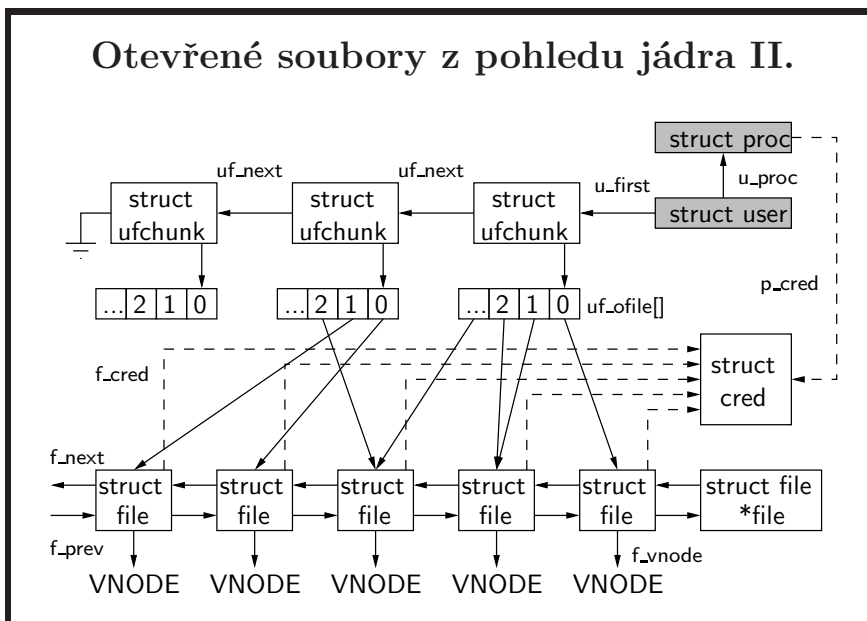 Otevřené soubory z pohledu jádra II.
struct proc
uf_next
uf_next
u_first
u_proc
struct
ufchunk
struct
ufchunk
struct
ufchunk
struct user
... 2 1 0
... 2 1 0
... 2 1 0
uf_ofile[]
p_cred
f_cred
struct
cred
f_next
struct
file
struct
file
struct
file
struct
file
struct
file
struct file
*file
f_prev
f_vnode
VNODE
VNODE
VNODE
VNODE
VNODE